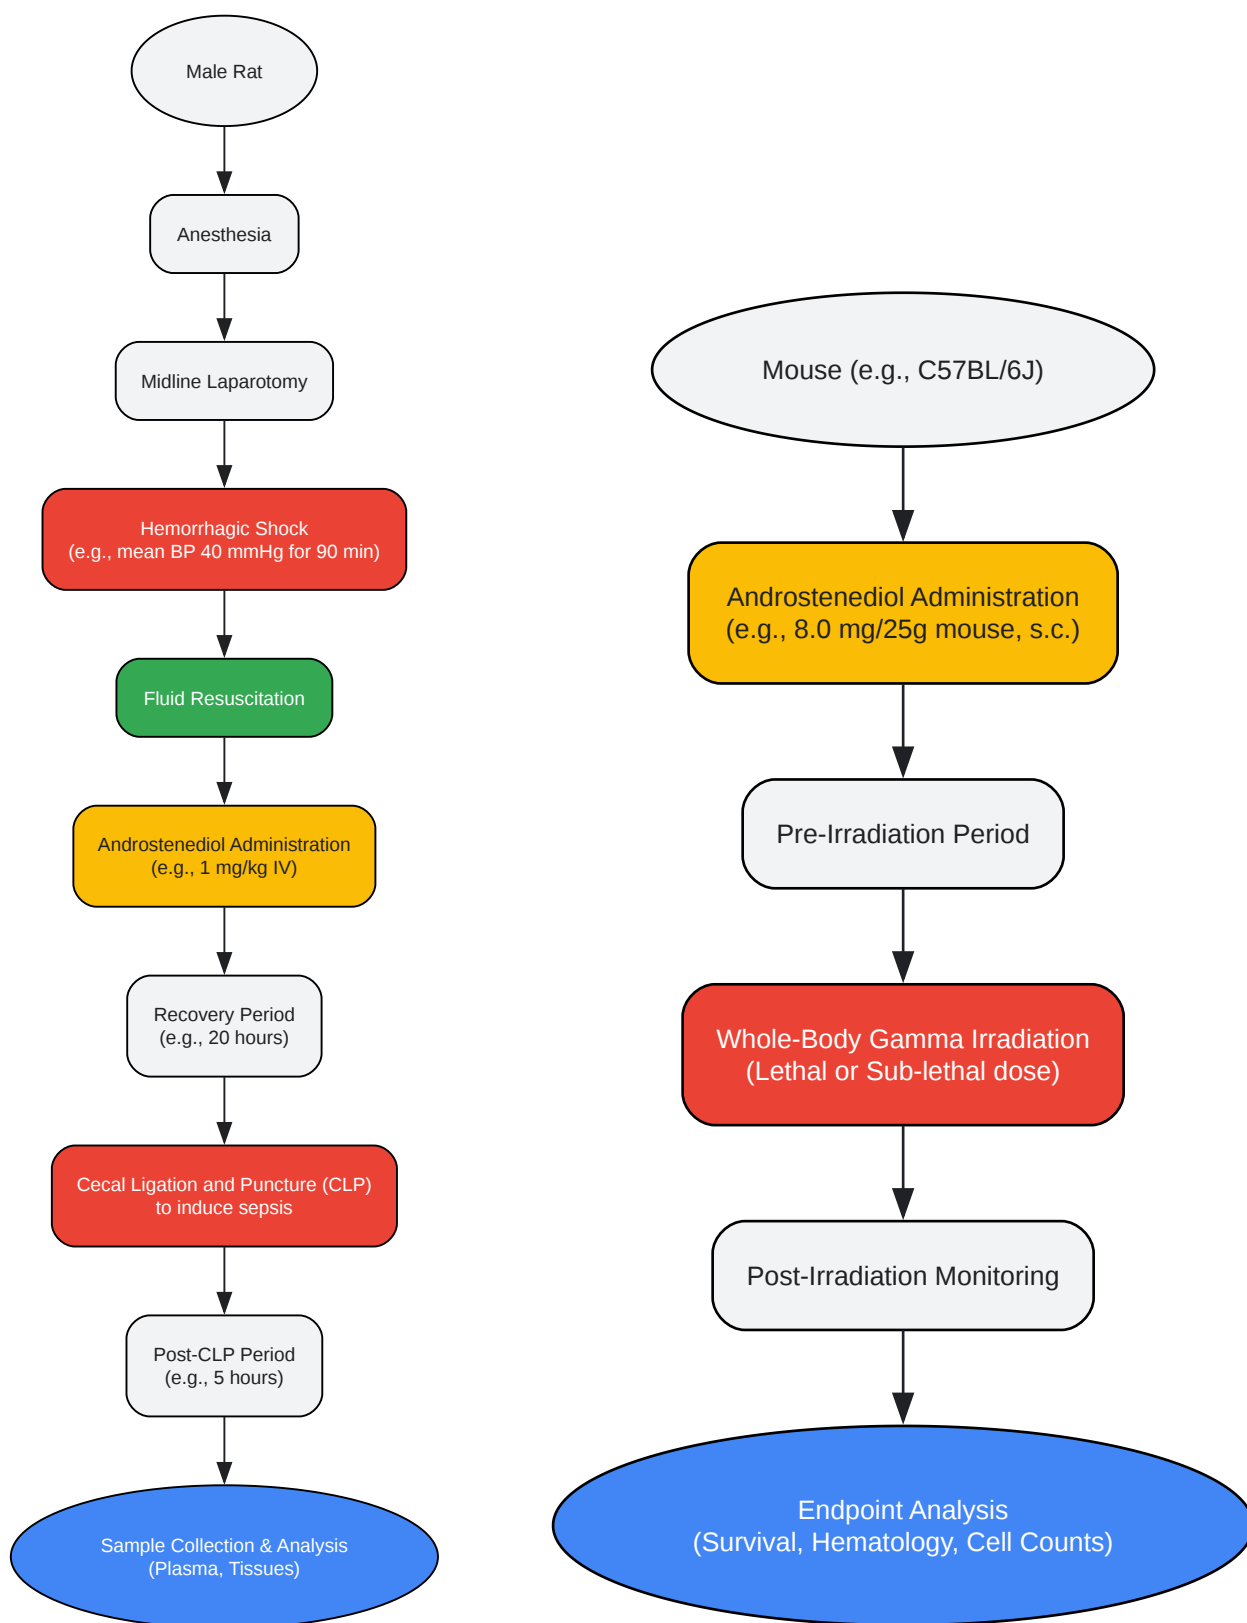 Male Rat
Anesthesia
Midline Laparotomy
Hemorrhagic Shock
(e.g., mean BP 40 mmHg for 90 min)
Fluid Resuscitation
Androstenediol Administration
(e.g., 1 mg/kg IV)
Recovery Period
(e.g., 20 hours)
Cecal Ligation and Puncture (CLP)
to induce sepsis
Post-CLP Period
(e.g., 5 hours)
Sample Collection & Analysis
(Plasma, Tissues)
Mouse (e.g., C57BL/6J)
Androstenediol Administration
(e.g., 8.0 mg/25g mouse, s.c.)
Pre-Irradiation Period
Whole-Body Gamma Irradiation
(Lethal or Sub-lethal dose)
Post-Irradiation Monitoring
Endpoint Analysis
(Survival, Hematology, Cell Counts)